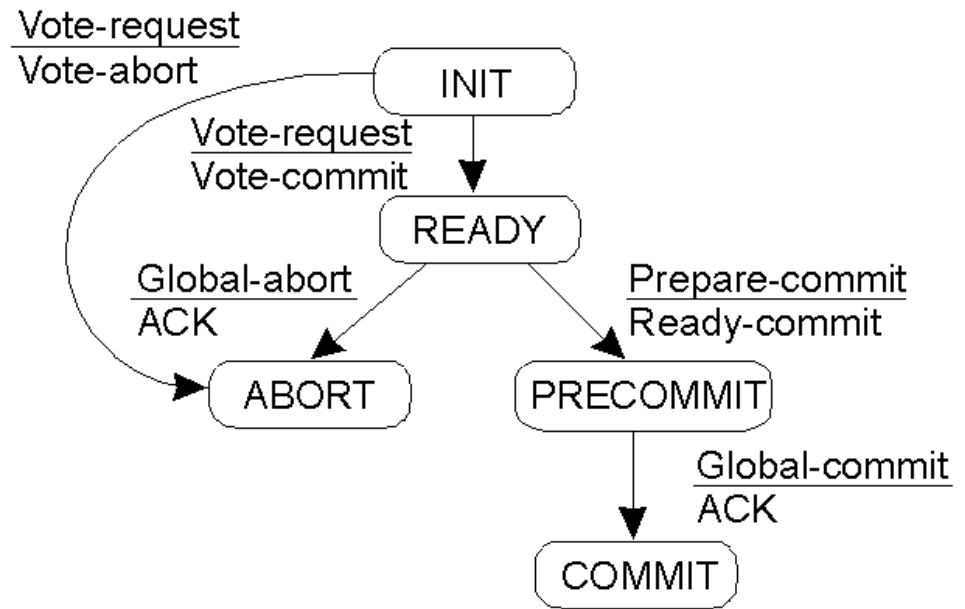 Vote-request
Vote-abort
INIT
Vote-request
Vote-commit
READY
Global-abort
ACK
Prepare-commit
Ready-commit
ABORT
PRECOMMIT
Global-commit
ACK
COMMIT